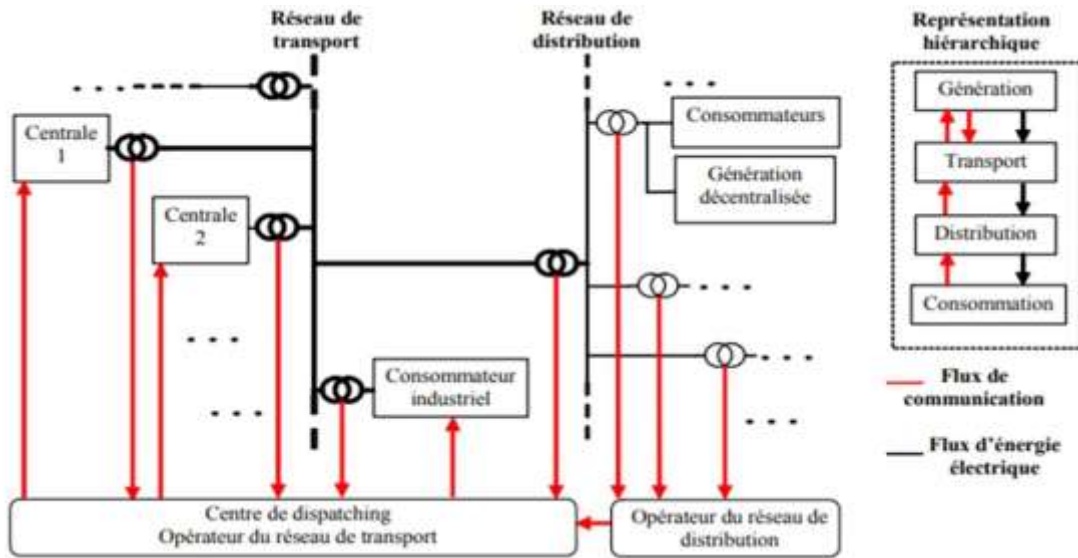 Réseau de
transport
Réseau de
distribution
Représentation
hiérarchique
Centrale
1
Centrale
2
Consommateur
industriel
Consommateurs
Génération
décentralisée
Génération
Transport
Distribution
Consommation
Flux de
communication
Flux d'énergie
électrique
Centre de dispatching
Opérateur du réseau de transport
Opérateur du réseau de
distribution